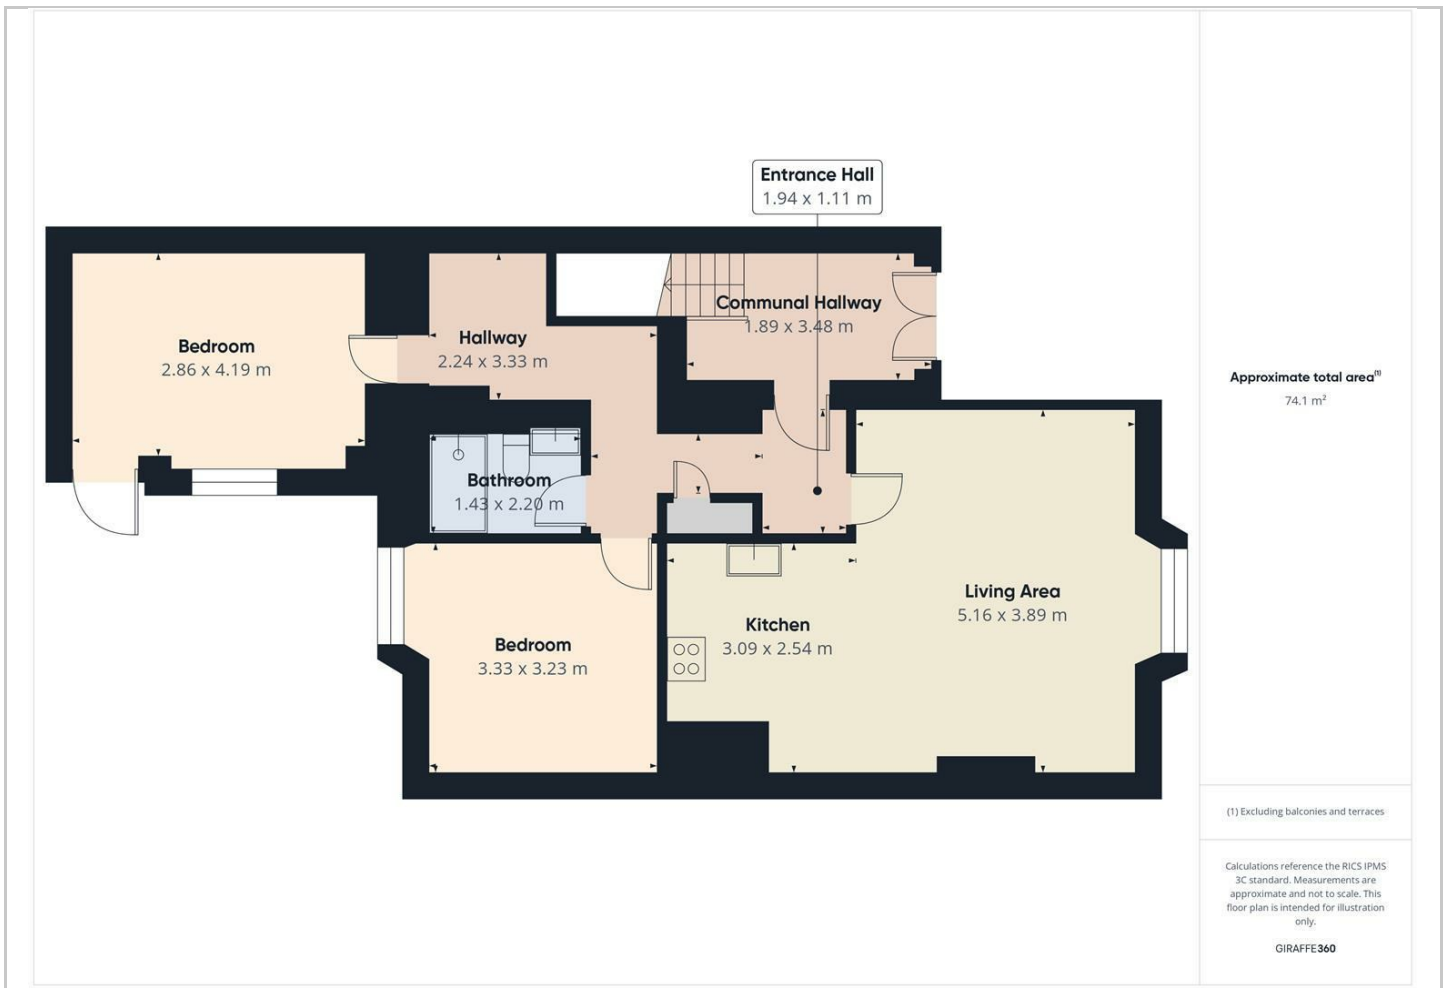 Entrance Hall
1.94 x 1.11 m
Communal Hallway
1.89 x 3.48 m
Hallway
2.24 x 3.33 m
Bedroom
2.86 x 4.19 m
Bathroom
1.43 x 2.20 m
Living Area
5.16 x 3.89 m
Kitchen
3.09 x 2.54 m
Bedroom
3.33 x 3.23 m
Approximate total area(1)
74.1 m²
(1) Excluding balconies and terraces
Calculations reference the RICS IPMS
3C standard. Measurements are
approximate and not to scale. This
floor plan is intended for illustration
only.
GIRAFFE360